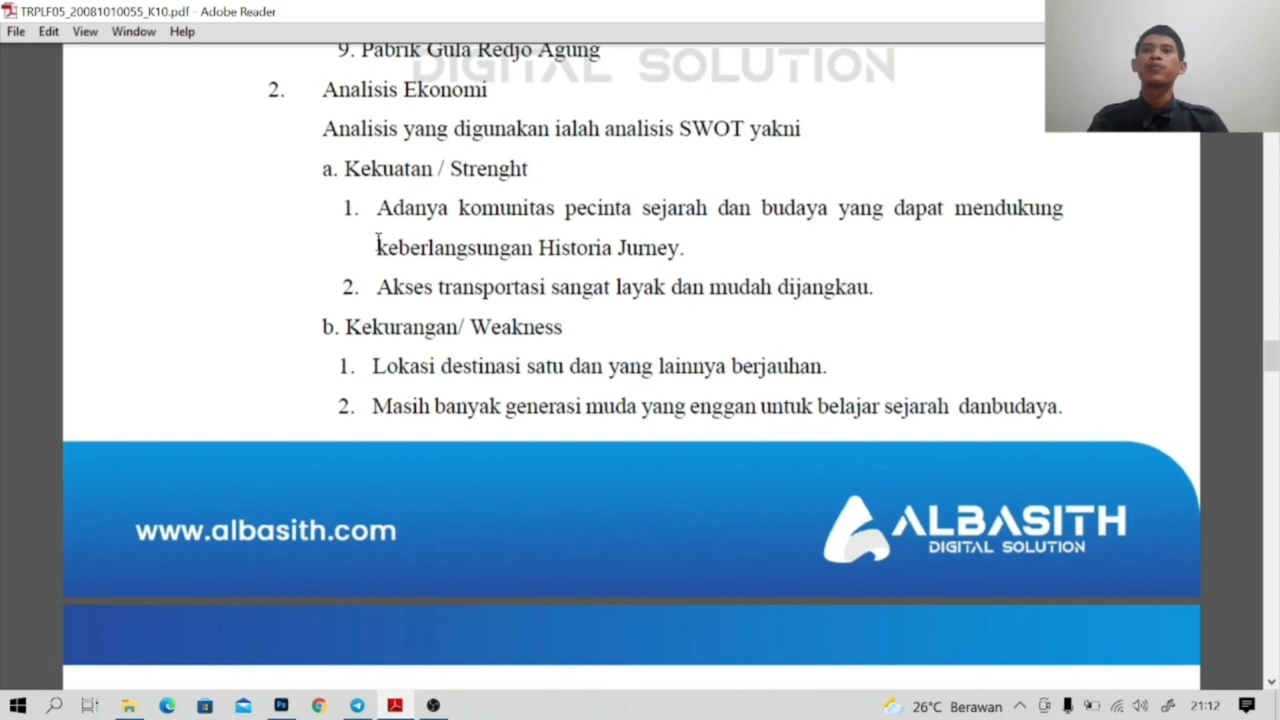 TRPLF05_20081010055_K10.pdf - Adobe Reader
File Edit View Window Help
9. Pabrik Gula Redjo Agung
DIGITAL SOLUTION
2. Analisis Ekonomi
Analisis yang digunakan ialah analisis SWOT yakni
a. Kekuatan / Strenght
1. Adanya komunitas pecinta sejarah dan budaya yang dapat mendukung
keberlangsungan Historia Jurney.
2. Akses transportasi sangat layak dan mudah dijangkau.
b. Kekurangan/ Weakness
1. Lokasi destinasi satu dan yang lainnya berjauhan.
2. Masih banyak generasi muda yang enggan untuk belajar sejarah danbudaya.
www.albasith.com
ALBASITH
DIGITAL SOLUTION
Ps
26°C Berawan
21:12